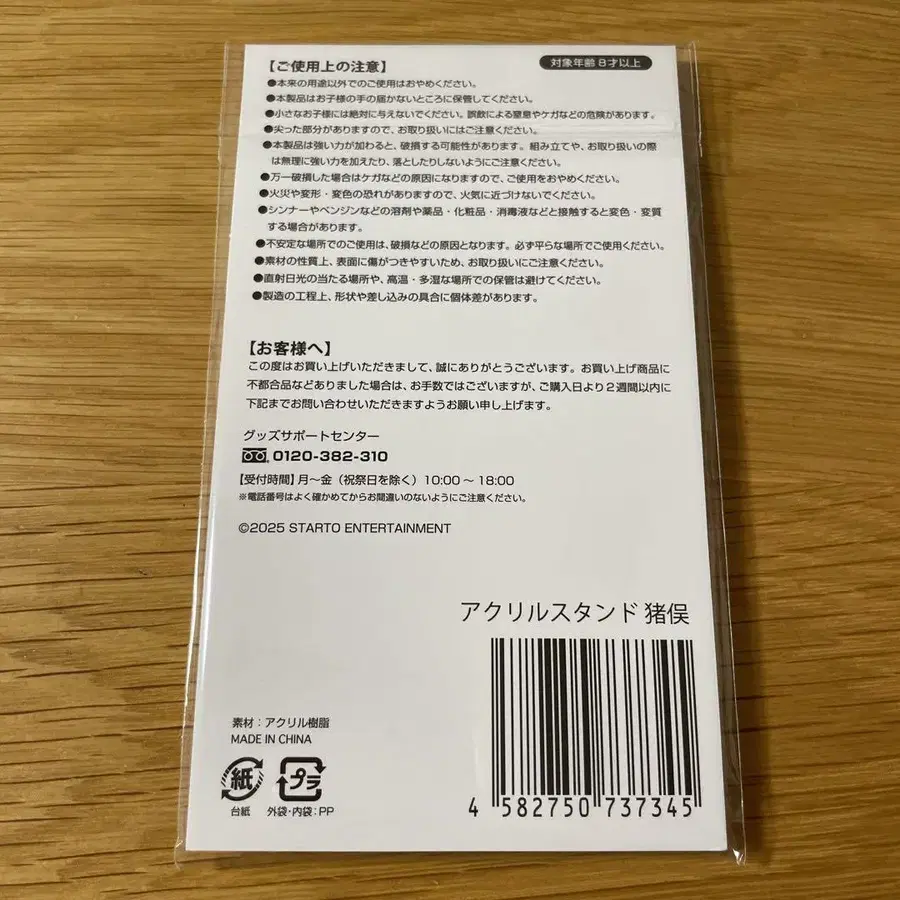 【ご使用上の注意】
対象年齢 8才以上
●本来の用途以外でのご使用はおやめください。
●本製品はお子様の手の届かないところに保管してください。
●小さなお子様には絶対に与えないでください。誤飲による窒息やケガなどの危険があります。
●尖った部分がありますので、お取り扱いにはご注意ください。
●本製品は強い力が加わると、破損する可能性があります。組み立てや、お取り扱いの際
は無理に強い力を加えたり、落としたりしないようにご注意ください。
●万一破損した場合はケガなどの原因になりますので、ご使用をおやめください。
●火災や変形・変色の恐れがありますので、火気に近づけないでください。
●シンナーやベンジンなどの溶剤や薬品・化粧品・消毒液などと接触すると変色・変質
する場合があります。
●不安定な場所でのご使用は、破損などの原因となります。必ず平らな場所でご使用ください。
●素材の性質上、表面に傷がつきやすいため、お取り扱いにご注意ください。
●直射日光の当たる場所や、高温・多湿な場所での保管は避けてください。
●製造の工程上、形状や差し込みの具合に個体差があります。
【お客様へ】
この度はお買い上げいただきまして、誠にありがとうございます。お買い上げ商品に
不都合品などありました場合は、お手数ではございますが、ご購入日より2週間以内に
下記までお問い合わせいただきますようお願い申し上げます。
グッズサポートセンター
0120-382-310
【受付時間】月〜金（祝祭日を除く）10:00〜18:00
※電話番号はよく確かめてからお間違いのないようにご注意ください。
©2025 STARTO ENTERTAINMENT
アクリルスタンド 猪俣
素材：アクリル樹脂
MADE IN CHINA
紙 プラ
台紙 外袋・内袋：PP
4 582750 737345